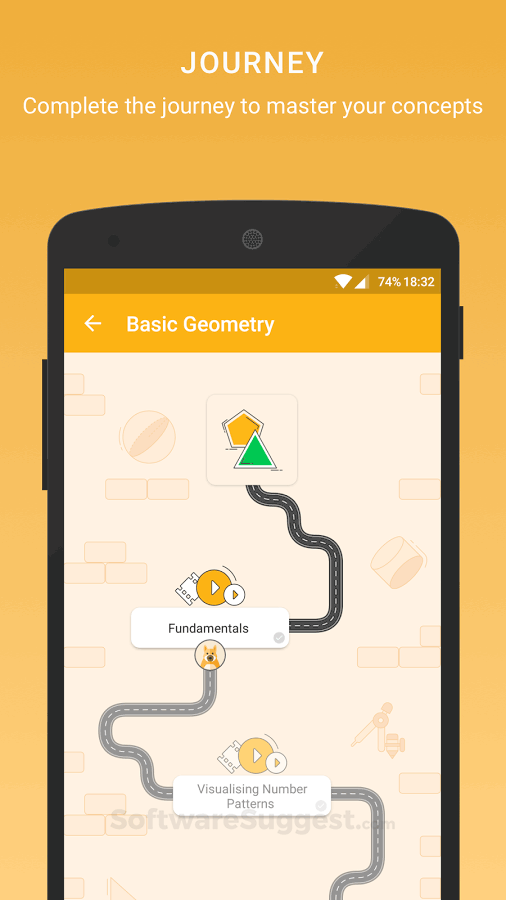 JOURNEY
Complete the journey to master your concepts
74% 18:32
Basic Geometry
Fundamentals
Visualising Number
Patterns
SoftwareSuggest.com